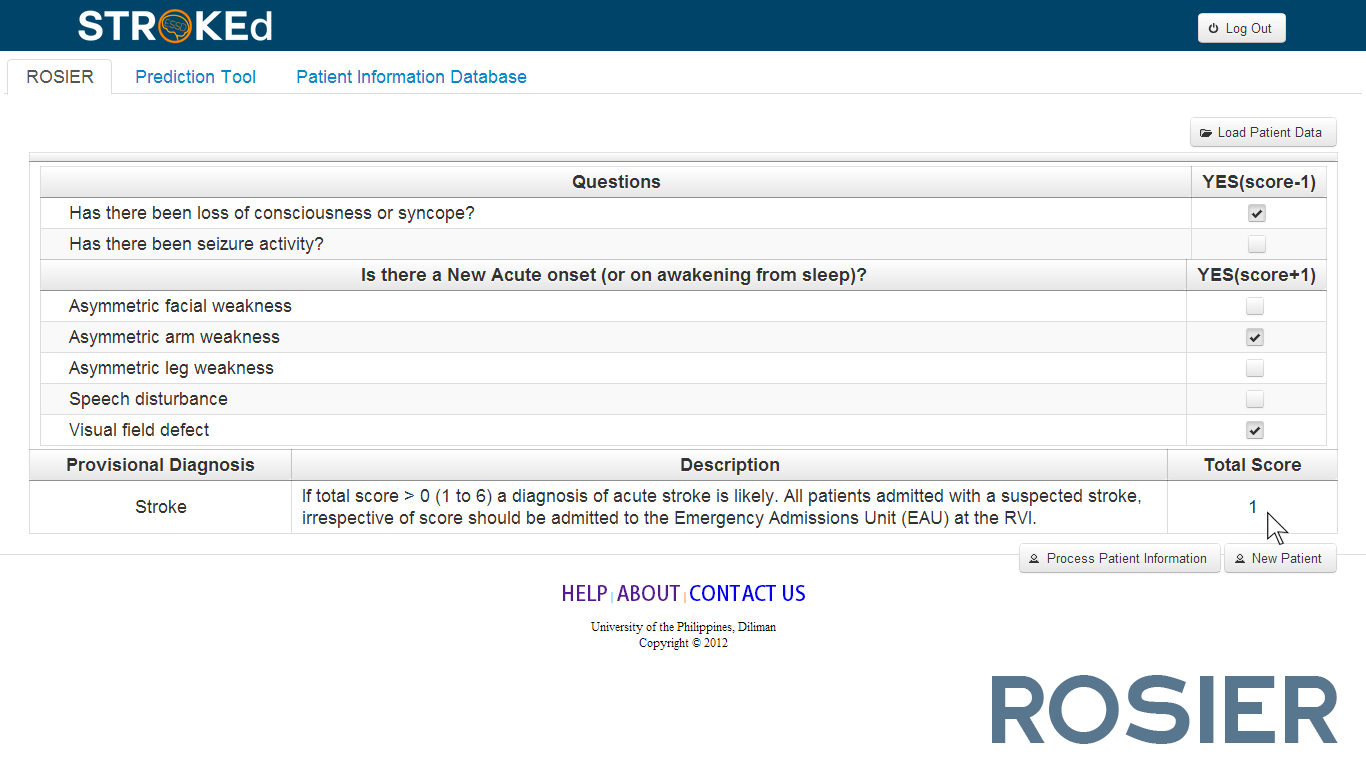 STROKEd
ESSD
Log Out
ROSIER
Prediction Tool
Patient Information Database
Load Patient Data
Questions YES(score-1)
Has there been loss of consciousness or syncope?
Has there been seizure activity?
Is there a New Acute onset (or on awakening from sleep)? YES(score+1)
Asymmetric facial weakness
Asymmetric arm weakness
Asymmetric leg weakness
Speech disturbance
Visual field defect
Provisional Diagnosis Description Total Score
Stroke
If total score > 0 (1 to 6) a diagnosis of acute stroke is likely. All patients admitted with a suspected stroke,
irrespective of score should be admitted to the Emergency Admissions Unit (EAU) at the RVI.
1
Process Patient Information
New Patient
HELP | ABOUT | CONTACT US
University of the Philippines, Diliman
Copyright © 2012
ROSIER